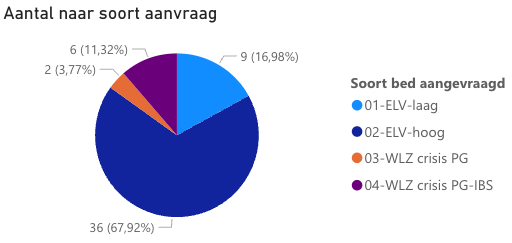 Aantal naar soort aanvraag
6 (11,32%)
9 (16,98%)
2 (3,77%)
36 (67,92%)
Soort bed aangevraagd
01-ELV-laag
02-ELV-hoog
03-WLZ crisis PG
04-WLZ crisis PG-IBS